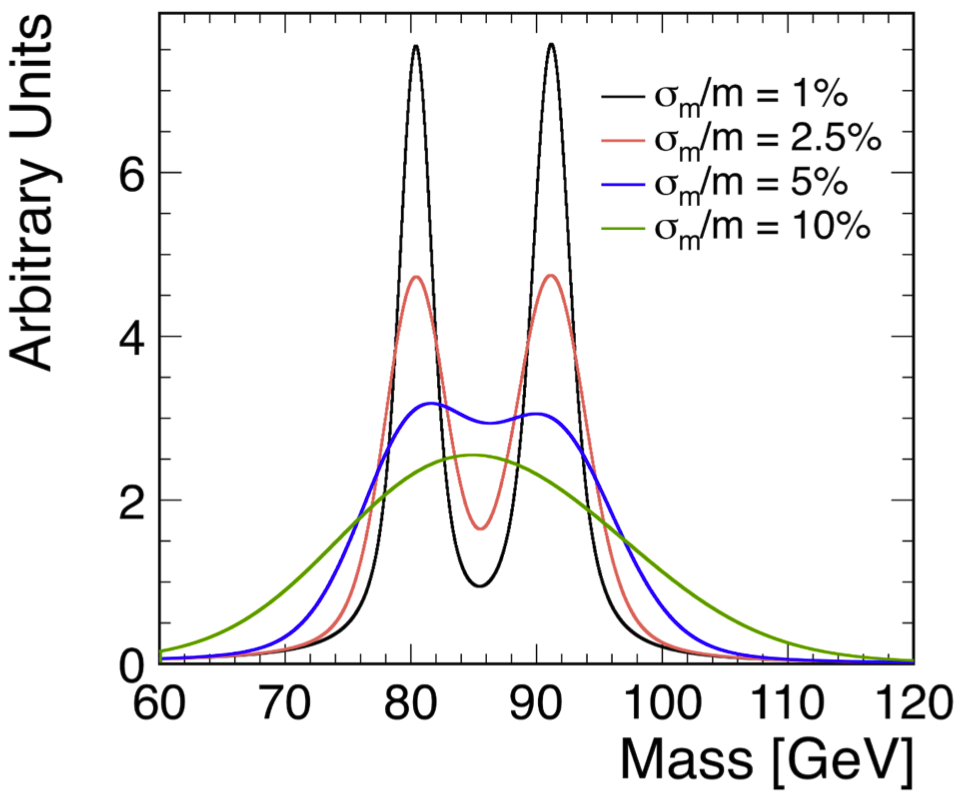 Arbitrary Units
σm/m = 1%
σm/m = 2.5%
σm/m = 5%
σm/m = 10%
6
4
2
0
60 70 80 90 100 110 120
Mass [GeV]